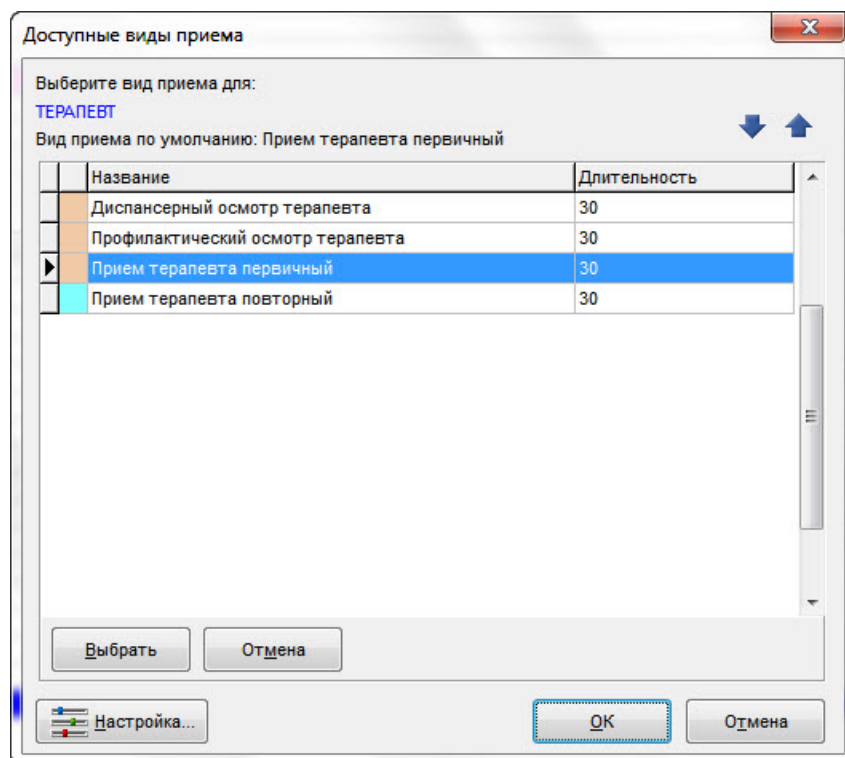 Доступные виды приема
Выберите вид приема для:
ТЕРАПЕВТ
Вид приема по умолчанию: Прием терапевта первичный
Название Длительность
Диспансерный осмотр терапевта 30
Профилактический осмотр терапевта 30
Прием терапевта первичный 30
Прием терапевта повторный 30
Выбрать Отмена
Настройка... ОК Отмена